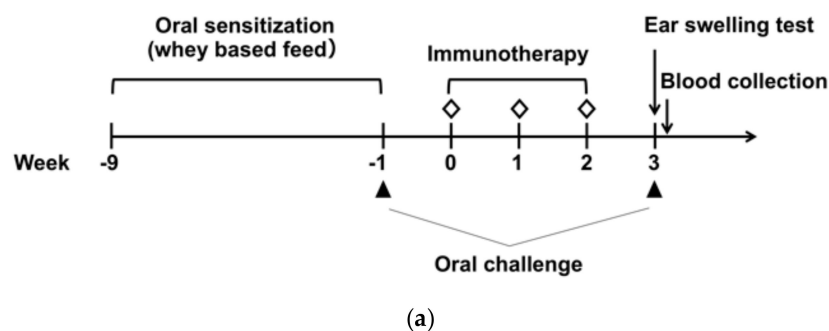 Oral sensitization
(whey based feed）
Immunotherapy
Ear swelling test
Blood collection
Week -9 -1 0 1 2 3
Oral challenge
(a)